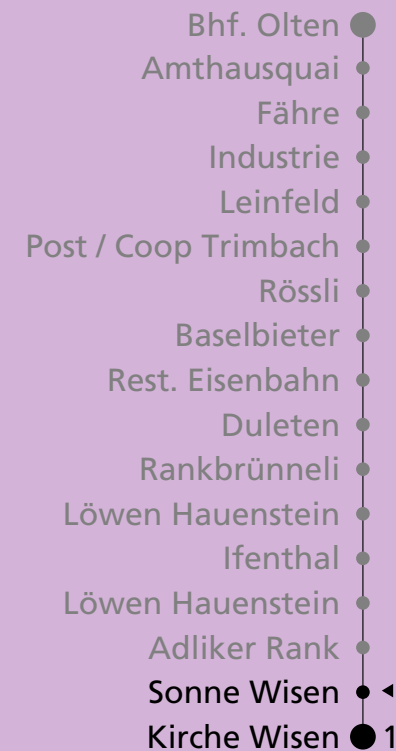 Bhf. Olten
Amthausquai
Fähre
Industrie
Leinfeld
Post / Coop Trimbach
Rössli
Baselbieter
Rest. Eisenbahn
Duleten
Rankbrünneli
Löwen Hauenstein
Ifenthal
Löwen Hauenstein
Adliker Rank
Sonne Wisen
Kirche Wisen 1